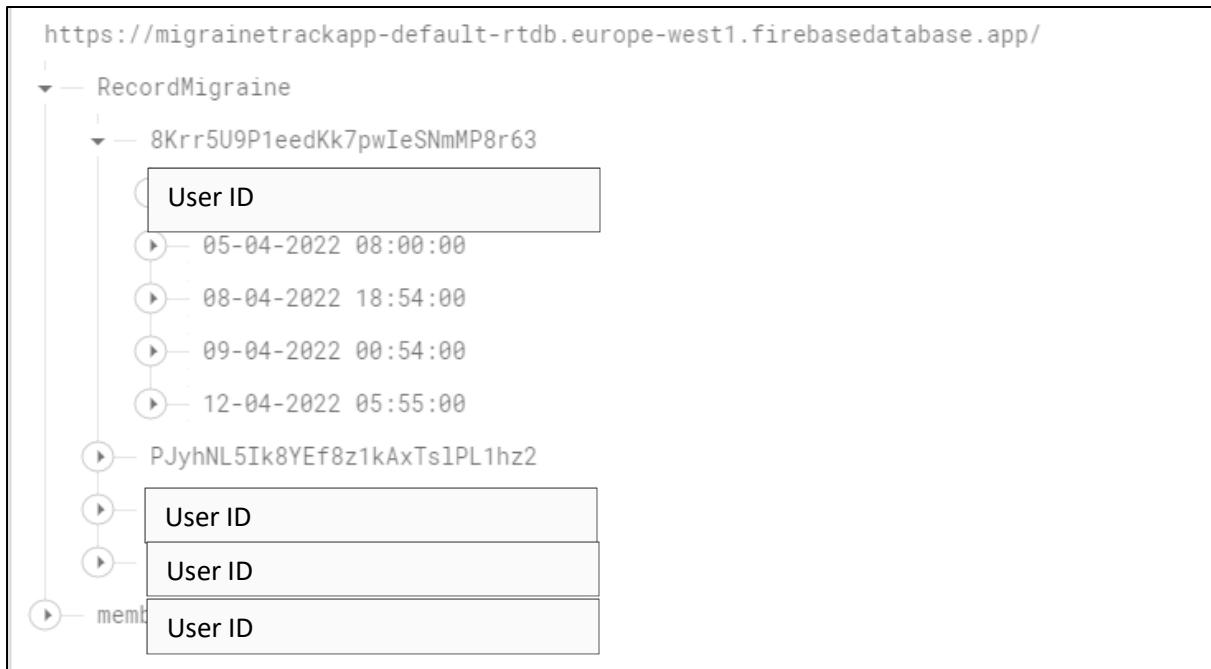 https://migrainetrackapp-default-rtdb.europe-west1.firebasedatabase.app/
RecordMigraine
8Krr5U9P1eedKk7pwIeSNmMP8r63
User ID
05-04-2022 08:00:00
08-04-2022 18:54:00
09-04-2022 00:54:00
12-04-2022 05:55:00
PJyhNL5Ik8YEf8z1kAxTslPL1hz2
User ID
User ID
memb
User ID